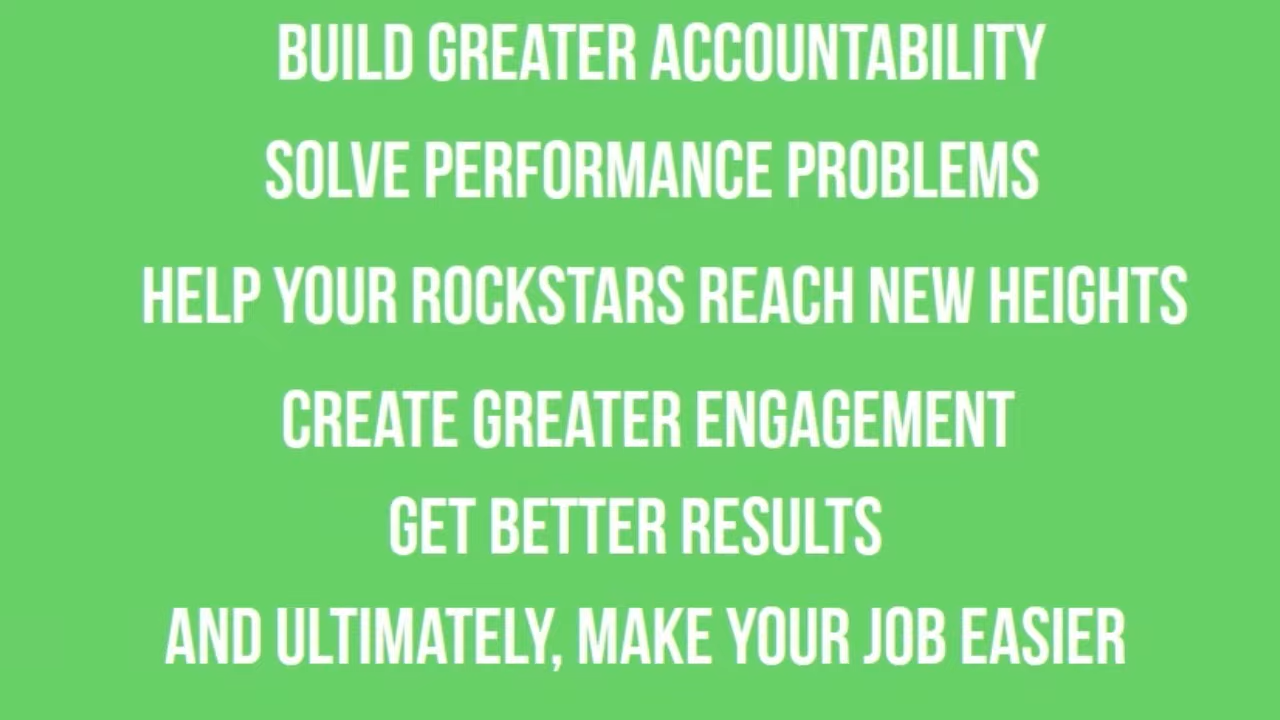 BUILD GREATER ACCOUNTABILITY
SOLVE PERFORMANCE PROBLEMS
HELP YOUR ROCKSTARS REACH NEW HEIGHTS
CREATE GREATER ENGAGEMENT
GET BETTER RESULTS
AND ULTIMATELY, MAKE YOUR JOB EASIER